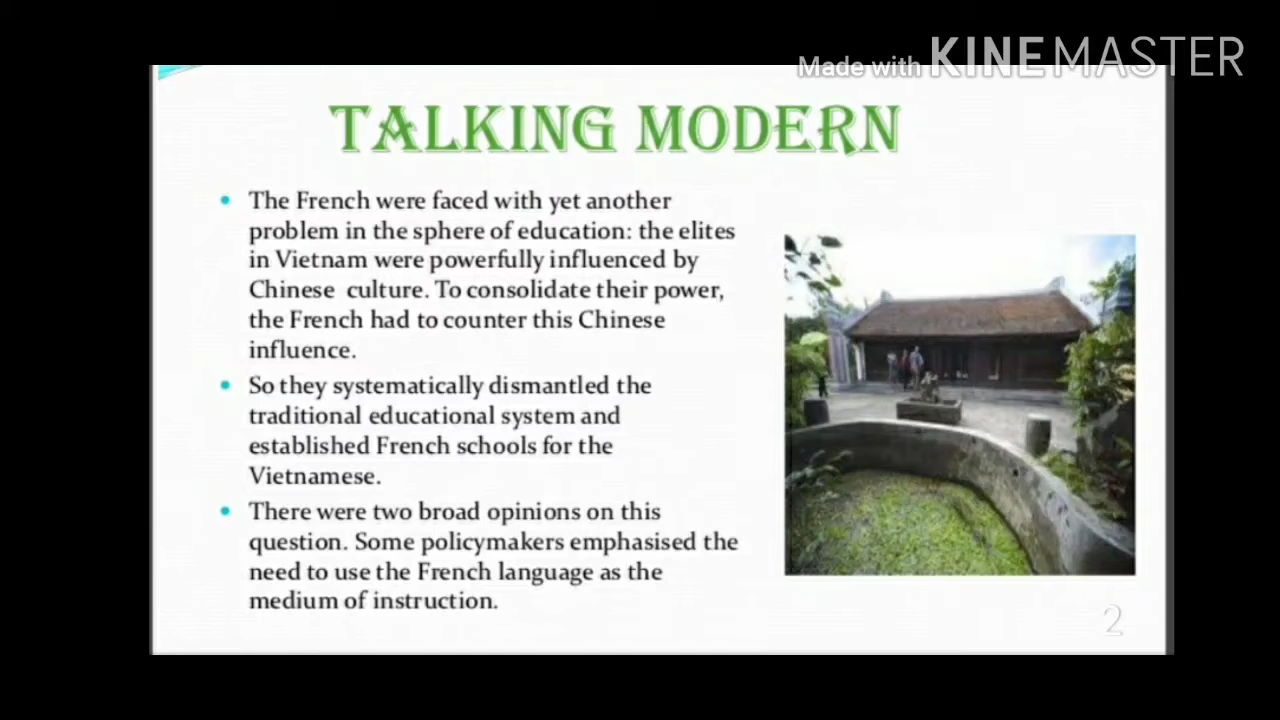 Made with KINEMASTER
TALKING MODERN
The French were faced with yet another
problem in the sphere of education: the elites
in Vietnam were powerfully influenced by
Chinese culture. To consolidate their power,
the French had to counter this Chinese
influence.
So they systematically dismantled the
traditional educational system and
established French schools for the
Vietnamese.
There were two broad opinions on this
question. Some policymakers emphasised the
need to use the French language as the
medium of instruction.
2